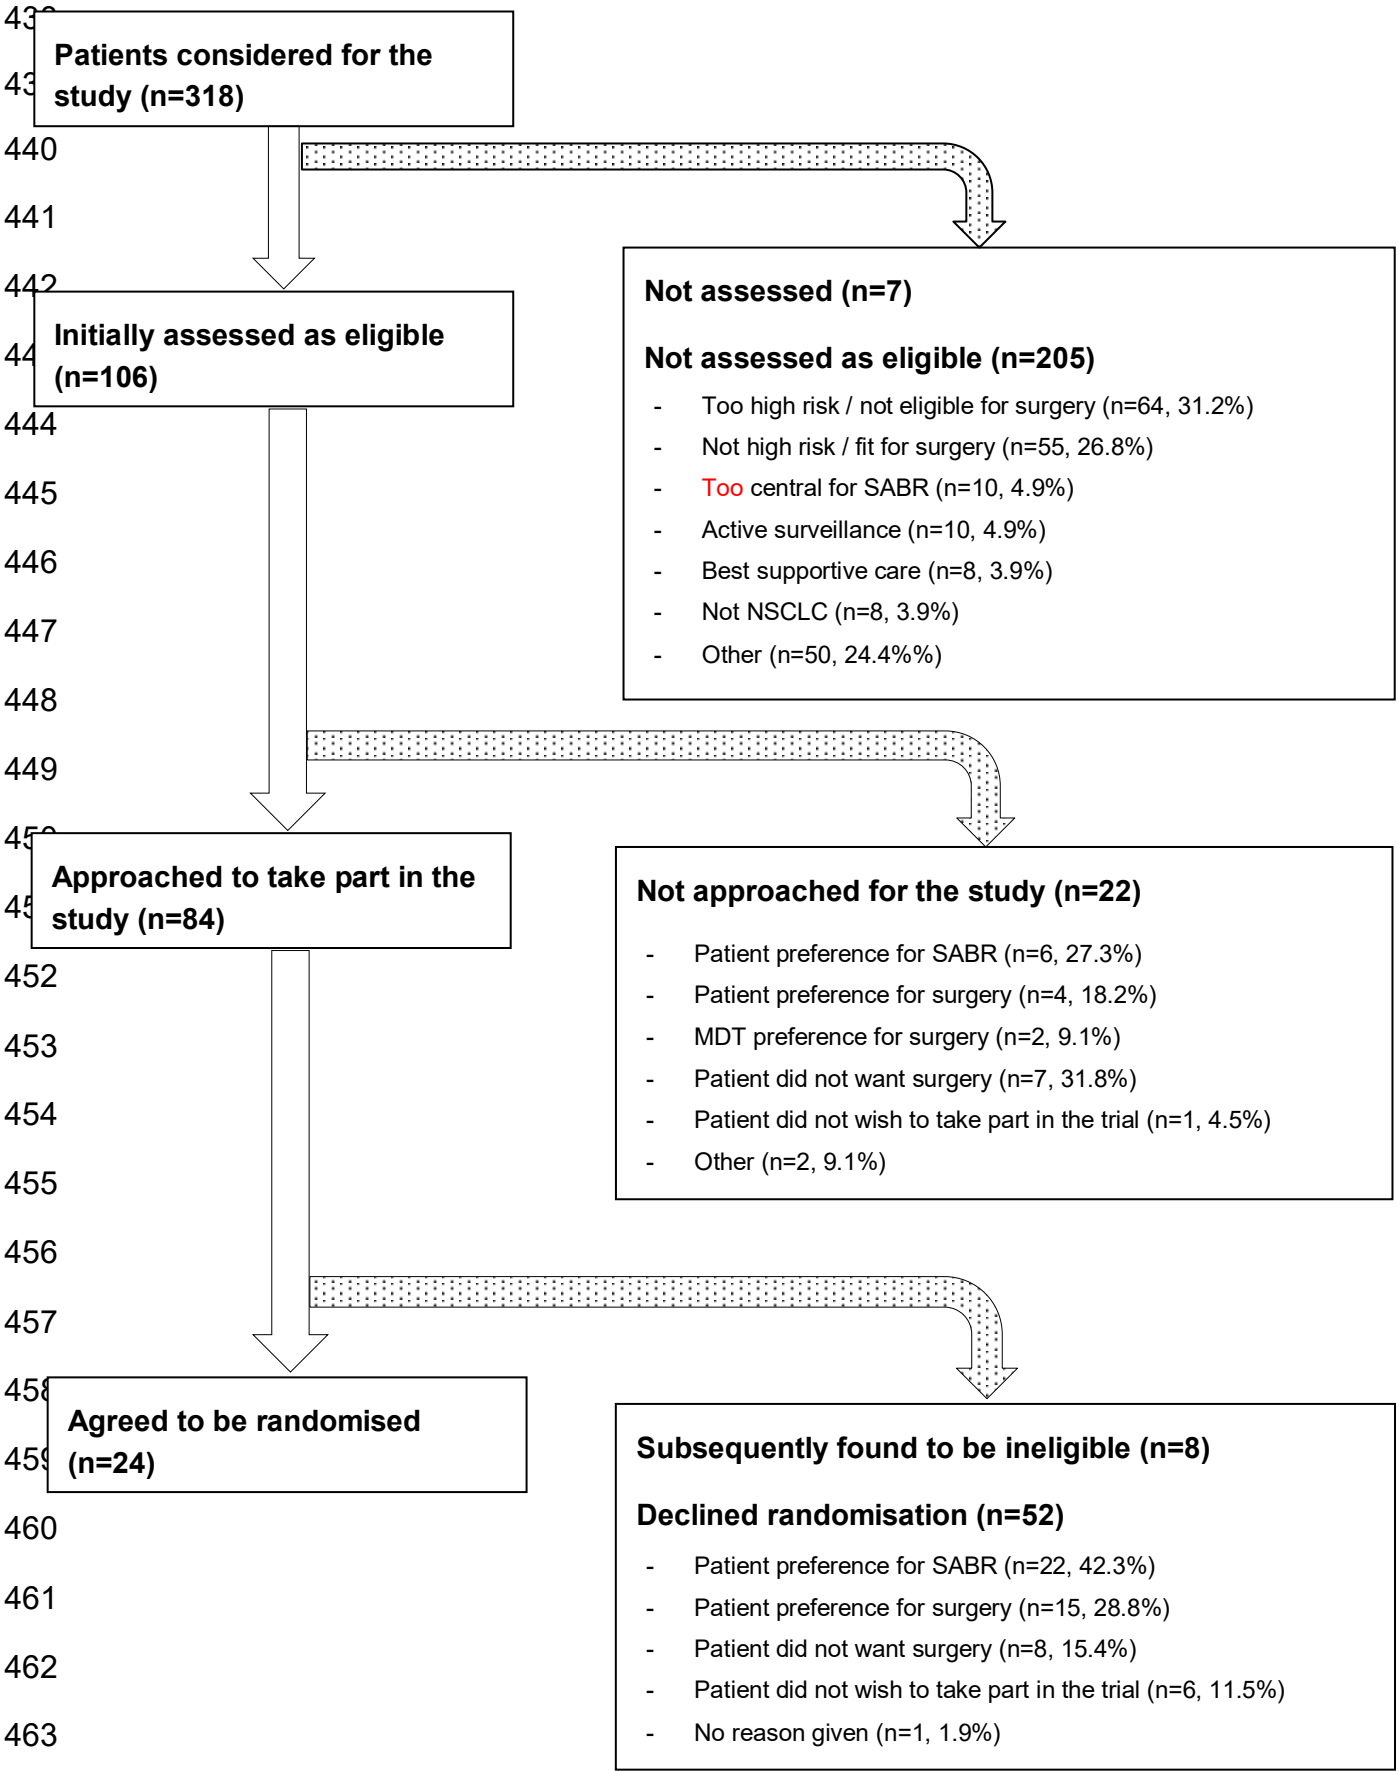 438
Patients considered for the
study (n=318)
440
441
442
Initially assessed as eligible
(n=106)
444
445
446
447
448
449
Not assessed (n=7)
Not assessed as eligible (n=205)
- Too high risk / not eligible for surgery (n=64, 31.2%)
- Not high risk / fit for surgery (n=55, 26.8%)
- Too central for SABR (n=10, 4.9%)
- Active surveillance (n=10, 4.9%)
- Best supportive care (n=8, 3.9%)
- Not NSCLC (n=8, 3.9%)
- Other (n=50, 24.4%%)
450
Approached to take part in the
study (n=84)
452
453
454
455
456
457
Not approached for the study (n=22)
- Patient preference for SABR (n=6, 27.3%)
- Patient preference for surgery (n=4, 18.2%)
- MDT preference for surgery (n=2, 9.1%)
- Patient did not want surgery (n=7, 31.8%)
- Patient did not wish to take part in the trial (n=1, 4.5%)
- Other (n=2, 9.1%)
458
Agreed to be randomised
459
(n=24)
460
461
462
463
Subsequently found to be ineligible (n=8)
Declined randomisation (n=52)
- Patient preference for SABR (n=22, 42.3%)
- Patient preference for surgery (n=15, 28.8%)
- Patient did not want surgery (n=8, 15.4%)
- Patient did not wish to take part in the trial (n=6, 11.5%)
- No reason given (n=1, 1.9%)